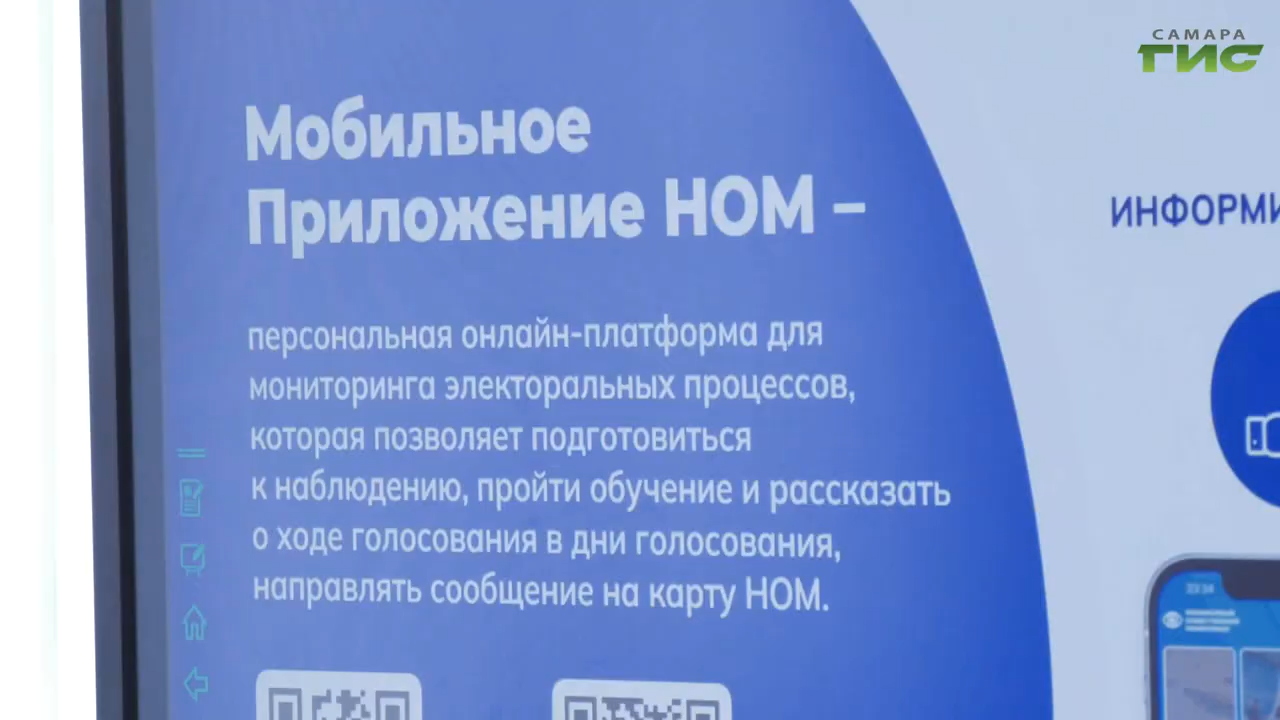 САМАРА
ГИС
Мобильное
Приложение НОМ –
ИНФОРМИ
персональная онлайн-платформа для
мониторинга электоральных процессов,
которая позволяет подготовиться
к наблюдению, пройти обучение и рассказать
о ходе голосования в дни голосования,
направлять сообщение на карту НОМ.